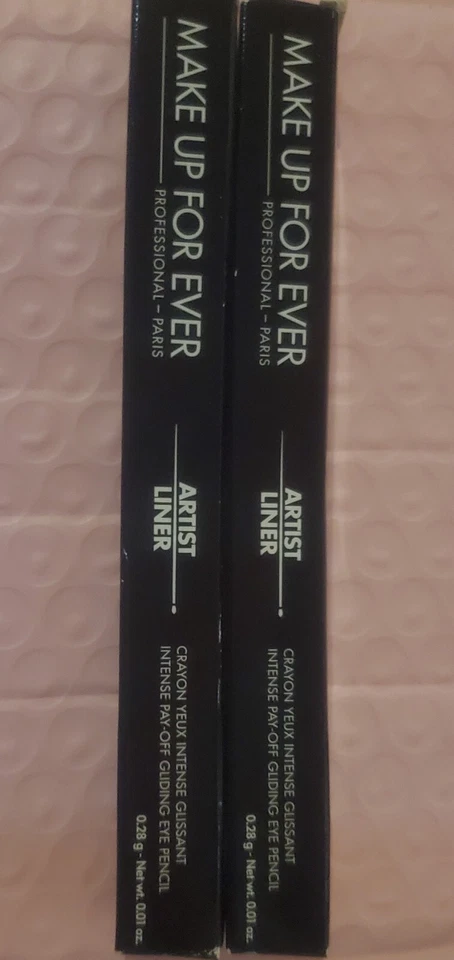 MAKE UP FOR EVER
PROFESSIONAL – PARIS
ARTIST
LINER
CRAYON YEUX INTENSE GLISSANT
INTENSE PAY-OFF GLIDING EYE PENCIL
0.28 g - Net wt. 0.01 oz.
MAKE UP FOR EVER
PROFESSIONAL – PARIS
ARTIST
LINER
CRAYON YEUX INTENSE GLISSANT
INTENSE PAY-OFF GLIDING EYE PENCIL
0.28 g - Net wt. 0.01 oz.